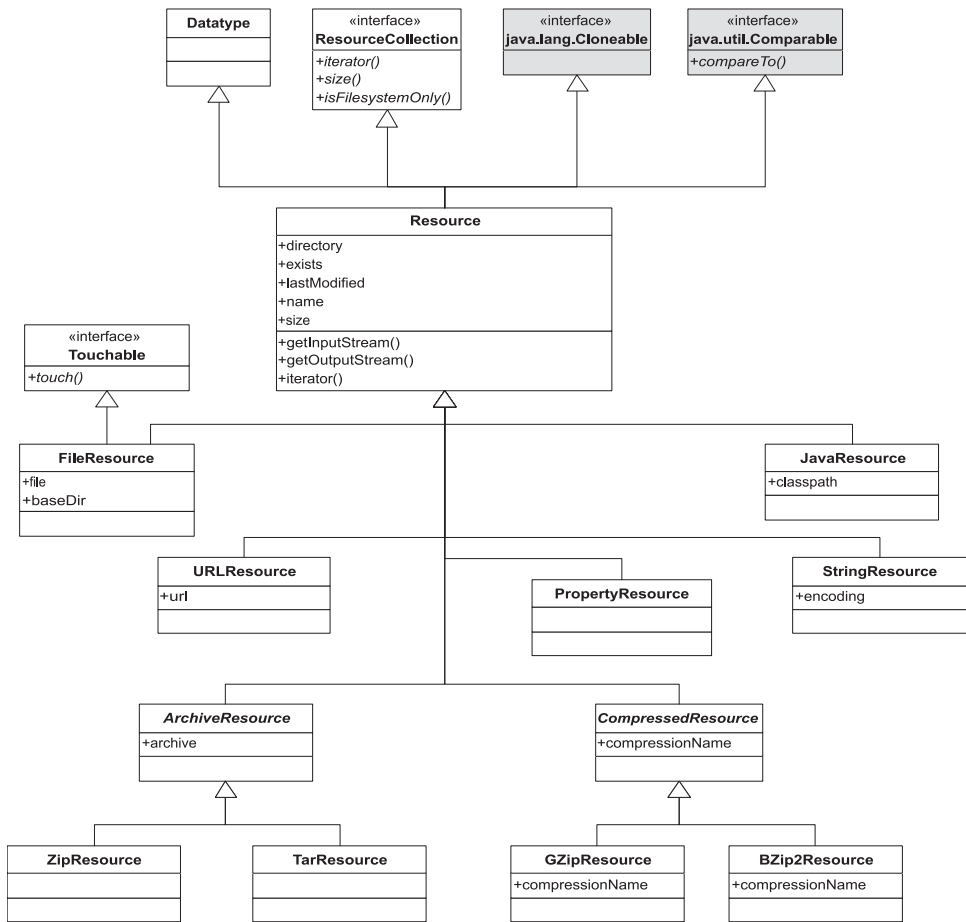 Datatype
«interface»
ResourceCollection
+iterator()
+size()
+isFilesystemOnly()
«interface»
java.lang.Cloneable
«interface»
java.util.Comparable
+compareTo()
Resource
+directory
+exists
+lastModified
+name
+size
+getInputStream()
+getOutputStream()
+iterator()
«interface»
Touchable
+touch()
FileResource
+file
+baseDir
JavaResource
+classpath
URLResource
+url
PropertyResource
StringResource
+encoding
ArchiveResource
+archive
CompressedResource
+compressionName
ZipResource
TarResource
GZipResource
+compressionName
BZip2Resource
+compressionName